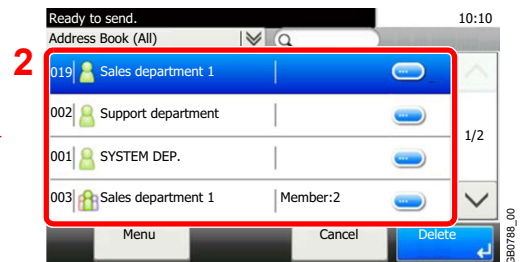 Ready to send. 10:10
Address Book (All)
2
019 Sales department 1
002 Support department
1/2
001 SYSTEM DEP.
003 Sales department 1 Member:2
Menu Cancel Delete
GB0788_00